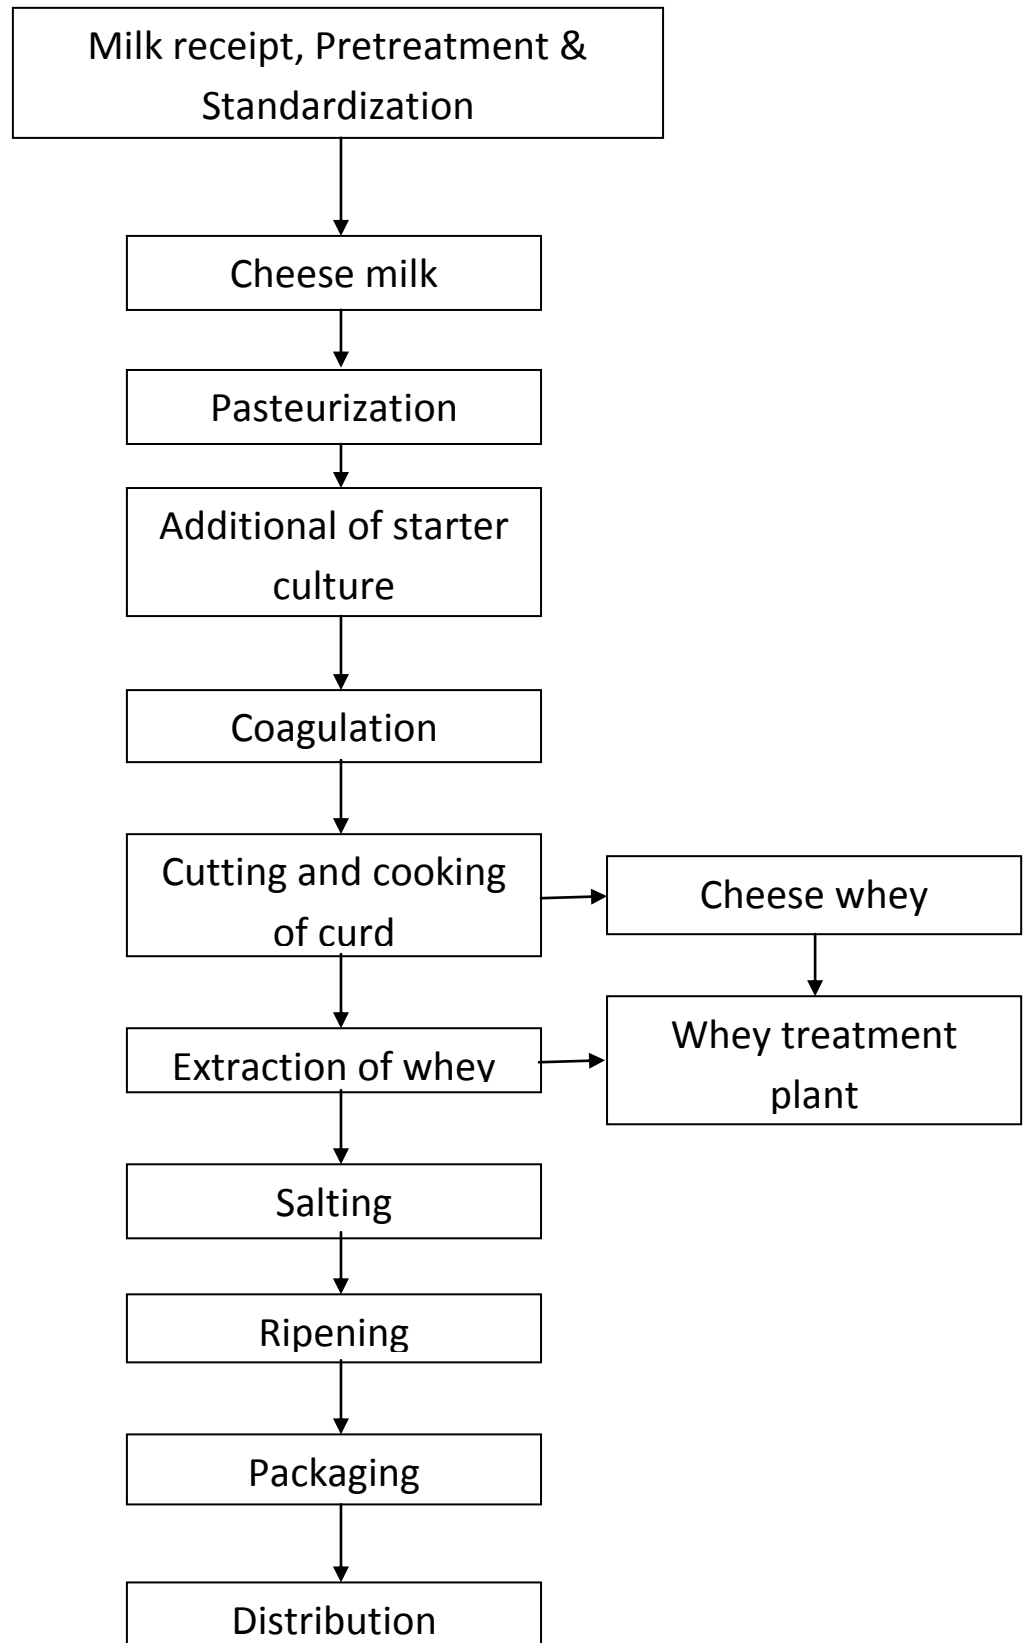 Milk receipt, Pretreatment &
Standardization
Cheese milk
Pasteurization
Additional of starter
culture
Coagulation
Cutting and cooking
of curd
Cheese whey
Whey treatment
plant
Extraction of whey
Salting
Ripening
Packaging
Distribution